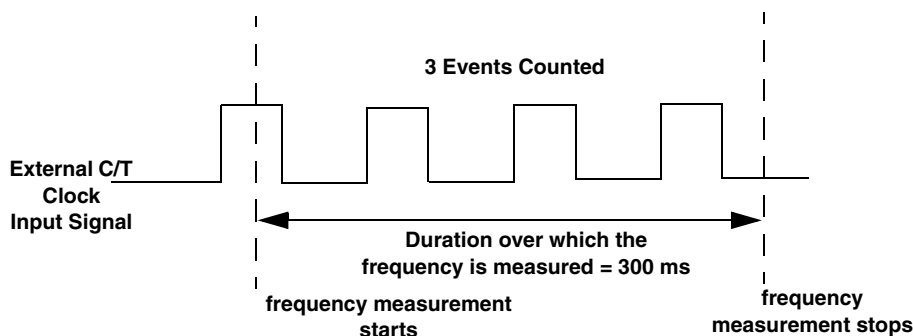 3 Events Counted
External C/T
Clock
Input Signal
Duration over which the
frequency is measured = 300 ms
frequency measurement
starts
frequency
measurement stops